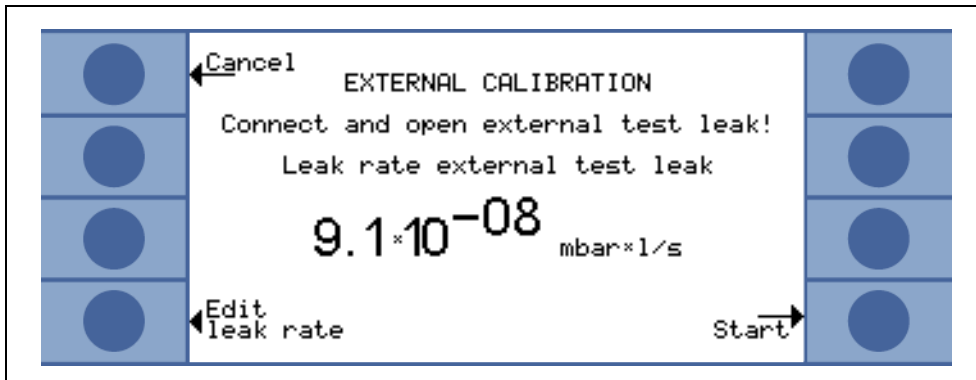 Cancel
EXTERNAL CALIBRATION
Connect and open external test leak!
Leak rate external test leak
9.1×10⁻⁰⁸ mbar×l/s
Edit
leak rate
Start